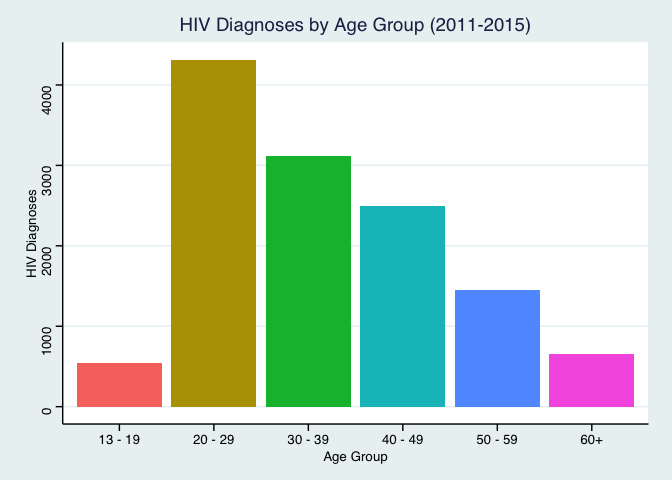 HIV Diagnoses by Age Group (2011-2015)
HIV Diagnoses
4000
3000
2000
1000
0
13 - 19
20 - 29
30 - 39
40 - 49
50 - 59
60+
Age Group